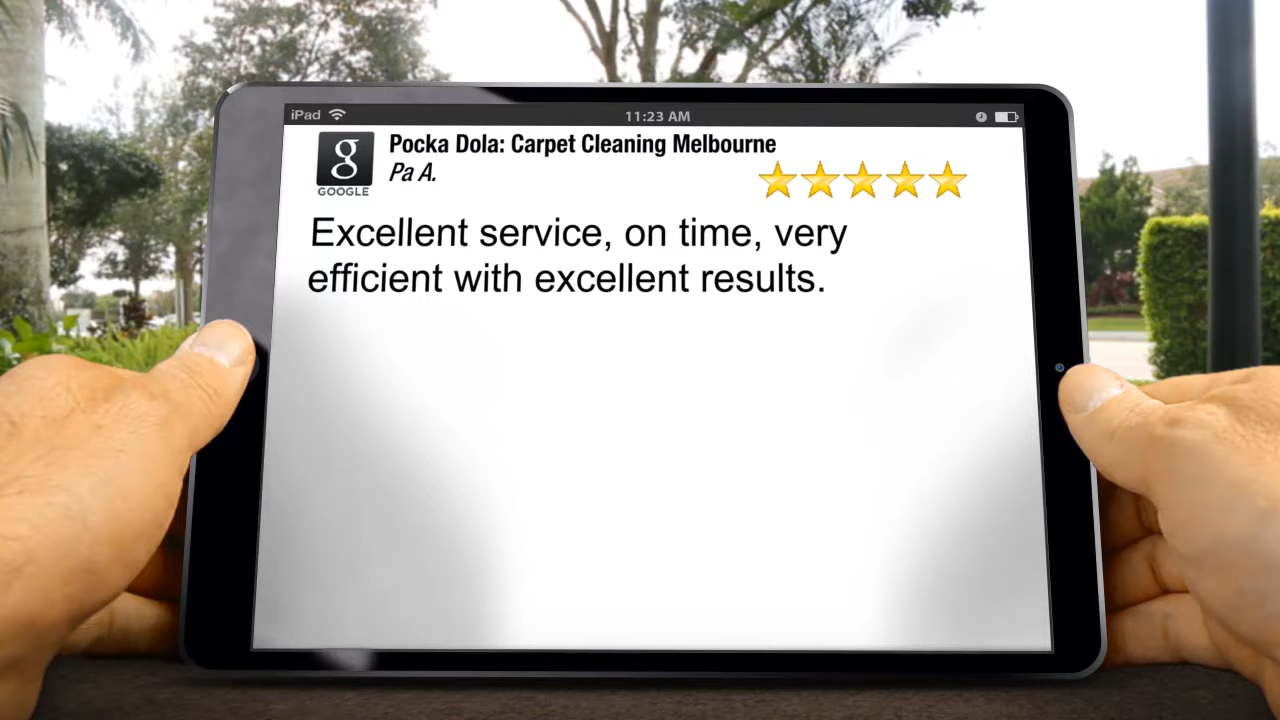 iPad
11:23 AM
g
GOOGLE
Pocka Dola: Carpet Cleaning Melbourne
Pa A.
Excellent service, on time, very
efficient with excellent results.